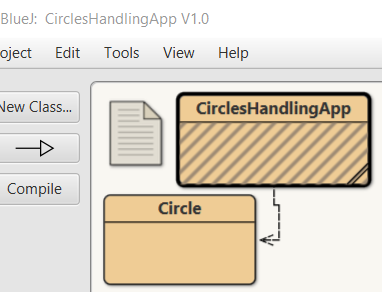 BlueJ:  CirclesHandlingApp V1.0
oject Edit Tools View Help
New Class...
CirclesHandlingApp
Compile
Circle